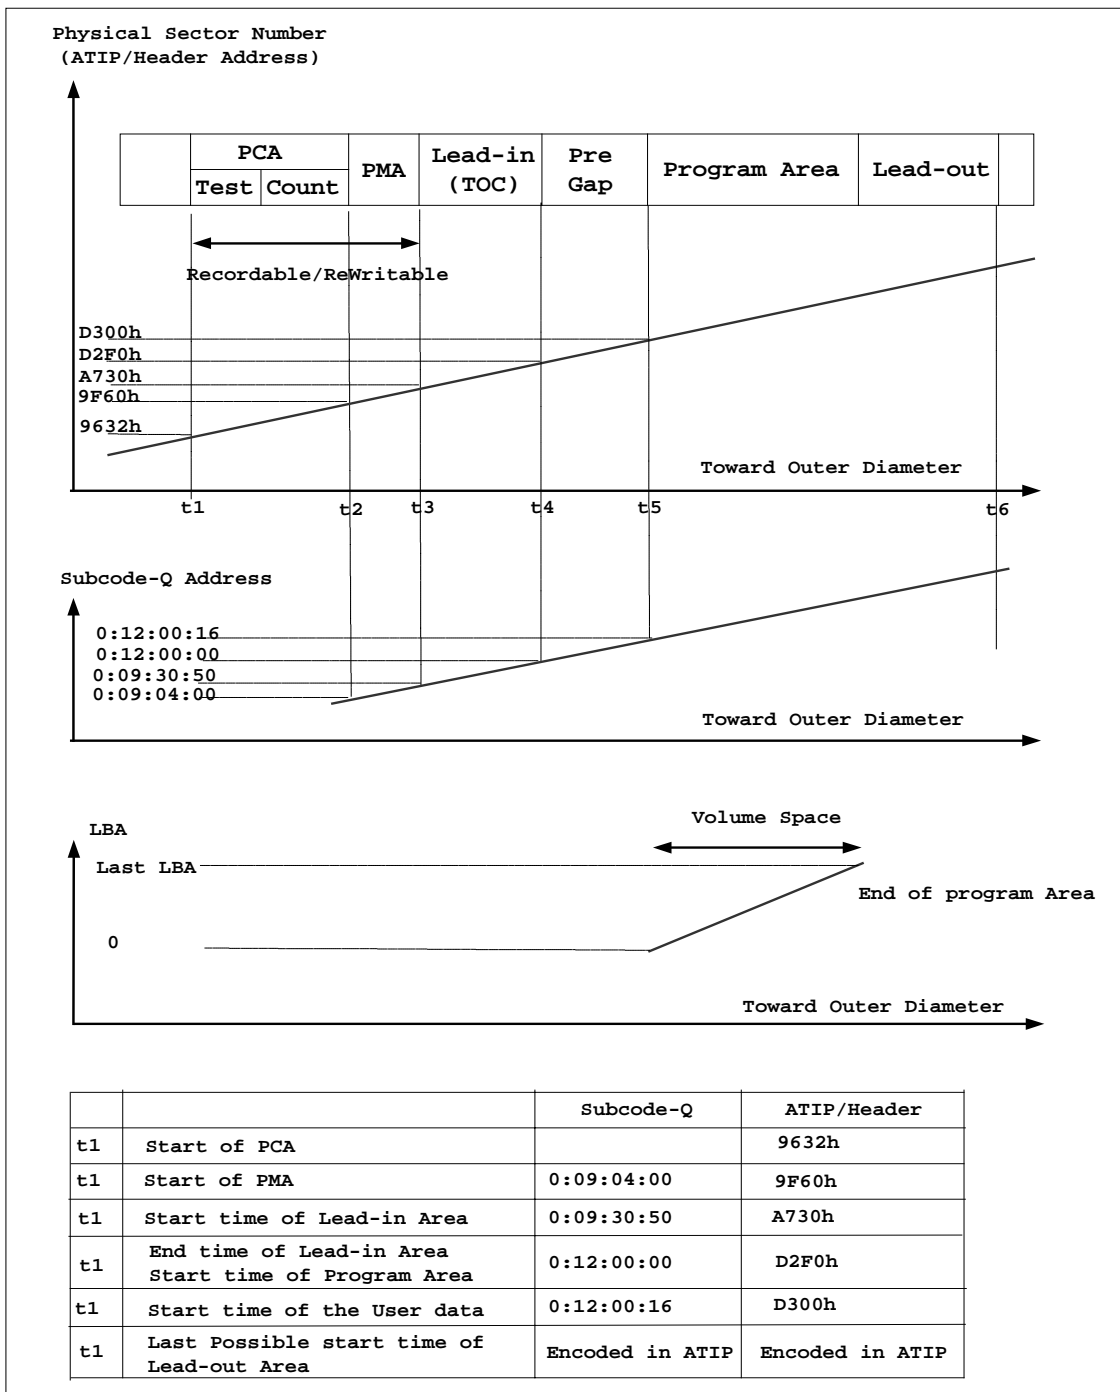 Physical Sector Number
(ATIP/Header Address)
PCA
Test Count
PMA
Lead-in
(TOC)
Pre
Gap
Program Area
Lead-out
Recordable/ReWritable
D300h
D2F0h
A730h
9F60h
9632h
Toward Outer Diameter
t1 t2 t3 t4 t5 t6
Subcode-Q Address
0:12:00:16
0:12:00:00
0:09:30:50
0:09:04:00
Toward Outer Diameter
Volume Space
LBA
Last LBA
End of program Area
0
Toward Outer Diameter
Subcode-Q ATIP/Header
t1 Start of PCA 9632h
t1 Start of PMA 0:09:04:00 9F60h
t1 Start time of Lead-in Area 0:09:30:50 A730h
t1 End time of Lead-in Area
Start time of Program Area 0:12:00:00 D2F0h
t1 Start time of the User data 0:12:00:16 D300h
t1 Last Possible start time of
Lead-out Area Encoded in ATIP Encoded in ATIP